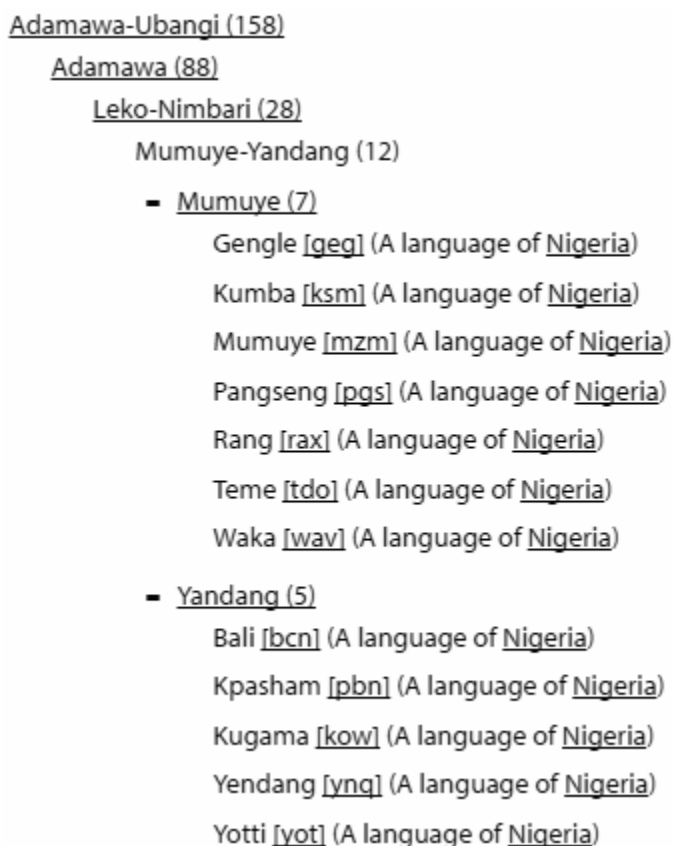 Adamawa-Ubangi (158)
Adamawa (88)
Leko-Nimbari (28)
Mumuye-Yandang (12)
- Mumuye (7)
Gengle [geg] (A language of Nigeria)
Kumba [ksm] (A language of Nigeria)
Mumuye [mzm] (A language of Nigeria)
Pangseng [pgs] (A language of Nigeria)
Rang [rax] (A language of Nigeria)
Teme [tdo] (A language of Nigeria)
Waka [wav] (A language of Nigeria)
- Yandang (5)
Bali [bcn] (A language of Nigeria)
Kpasham [pbn] (A language of Nigeria)
Kugama [kow] (A language of Nigeria)
Yendang [ynq] (A language of Nigeria)
Yotti [yot] (A language of Nigeria)